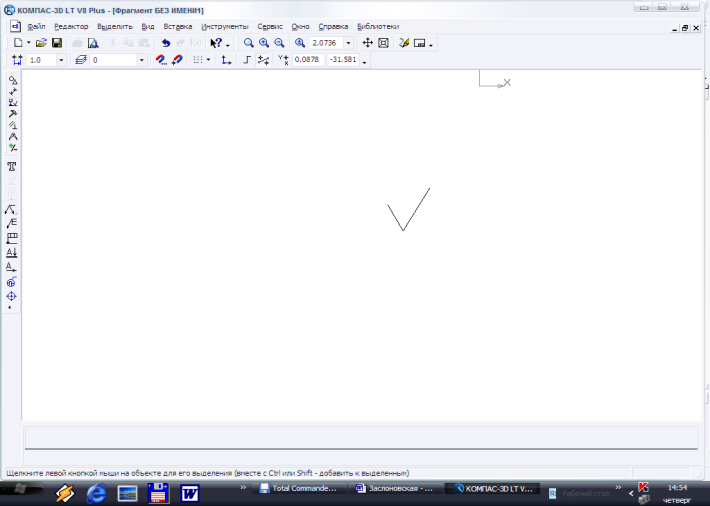 КОМПАС-3D LT V8 Plus - [Фрагмент БЕЗ ИМЕНИ1]
Файл Редактор Выделить Вид Вставка Инструменты Сервис Окно Справка Библиотеки
2.0736
1.0 0 0.0878 -31.581
X
Щелкните левой кнопкой мыши на объекте для его выделения (вместе с Ctrl или Shift - добавить к выделенным)
Total Commande... Заслоновская - ... КОМПАС-3D LT V... Рабочий стол 14:54
четверг